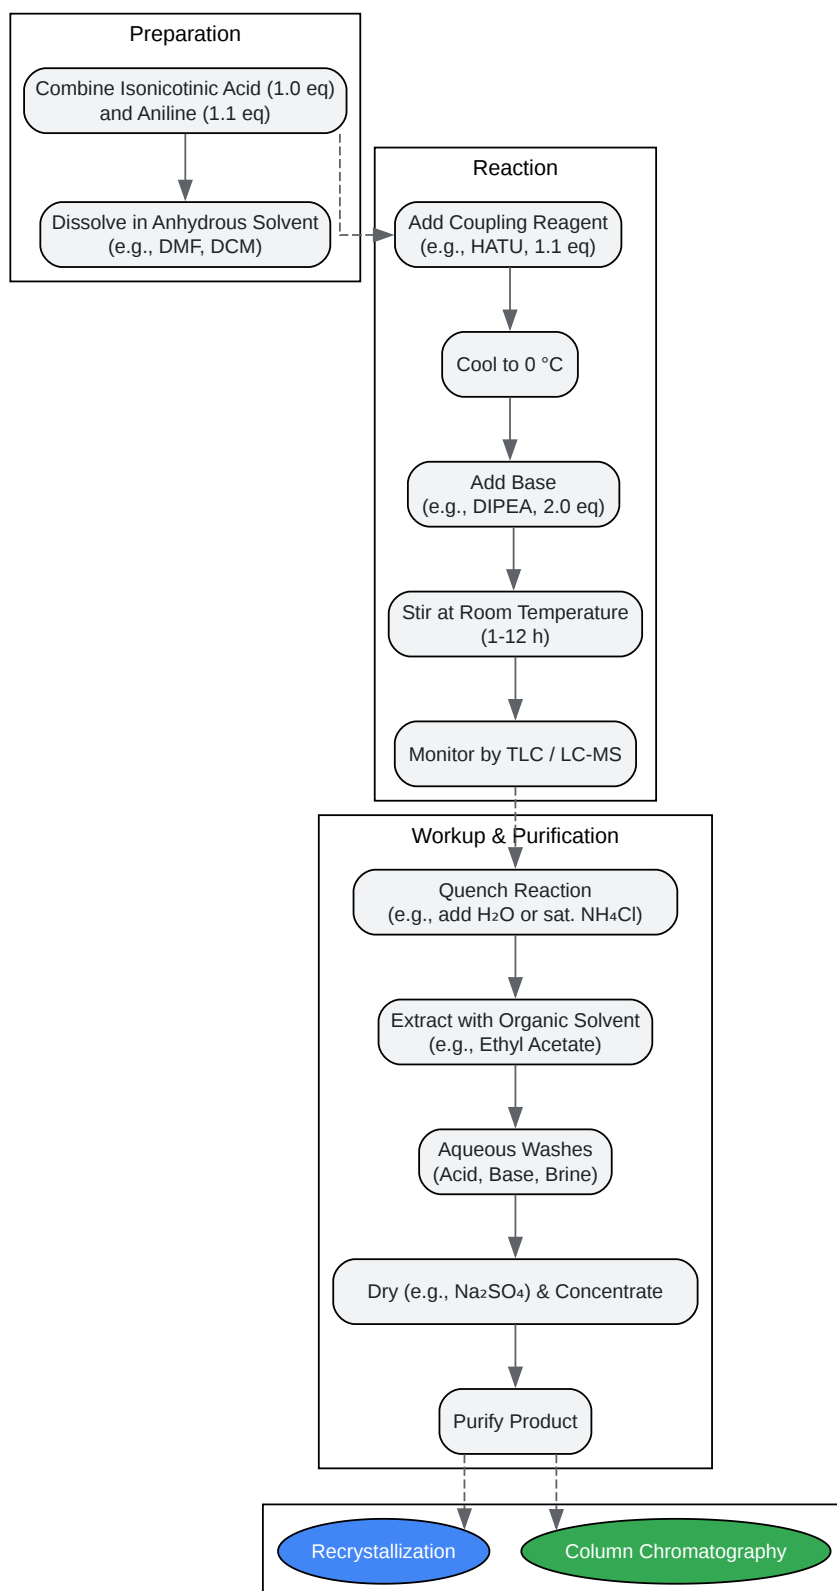 Preparation
Combine Isonicotinic Acid (1.0 eq)
and Aniline (1.1 eq)
Dissolve in Anhydrous Solvent
(e.g., DMF, DCM)
Reaction
Add Coupling Reagent
(e.g., HATU, 1.1 eq)
Cool to 0 °C
Add Base
(e.g., DIPEA, 2.0 eq)
Stir at Room Temperature
(1-12 h)
Monitor by TLC / LC-MS
Workup & Purification
Quench Reaction
(e.g., add H₂O or sat. NH₄Cl)
Extract with Organic Solvent
(e.g., Ethyl Acetate)
Aqueous Washes
(Acid, Base, Brine)
Dry (e.g., Na₂SO₄) & Concentrate
Purify Product
Recrystallization
Column Chromatography